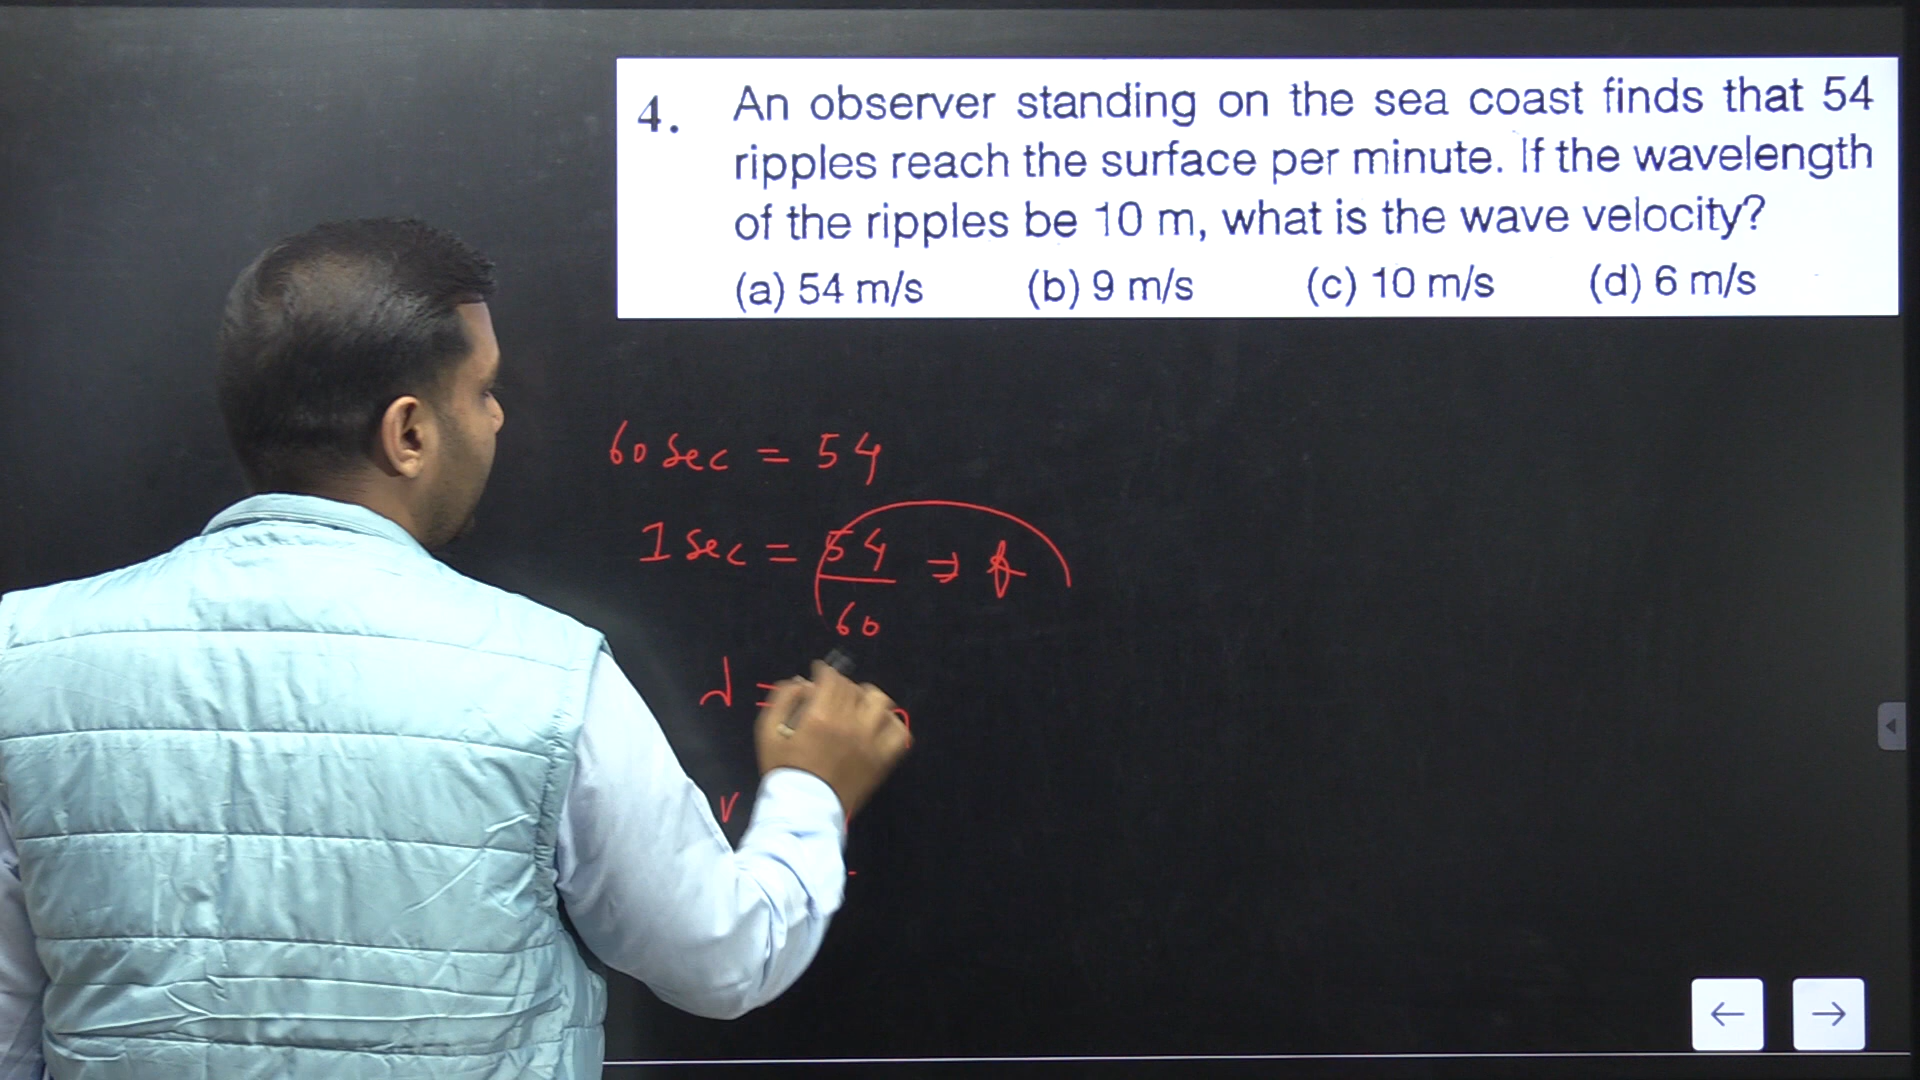 4. An observer standing on the sea coast finds that 54
ripples reach the surface per minute. If the wavelength
of the ripples be 10 m, what is the wave velocity?
(a) 54 m/s (b) 9 m/s (c) 10 m/s (d) 6 m/s
60 sec = 54
1 sec = 54/60 ⇒ f
λ =
v